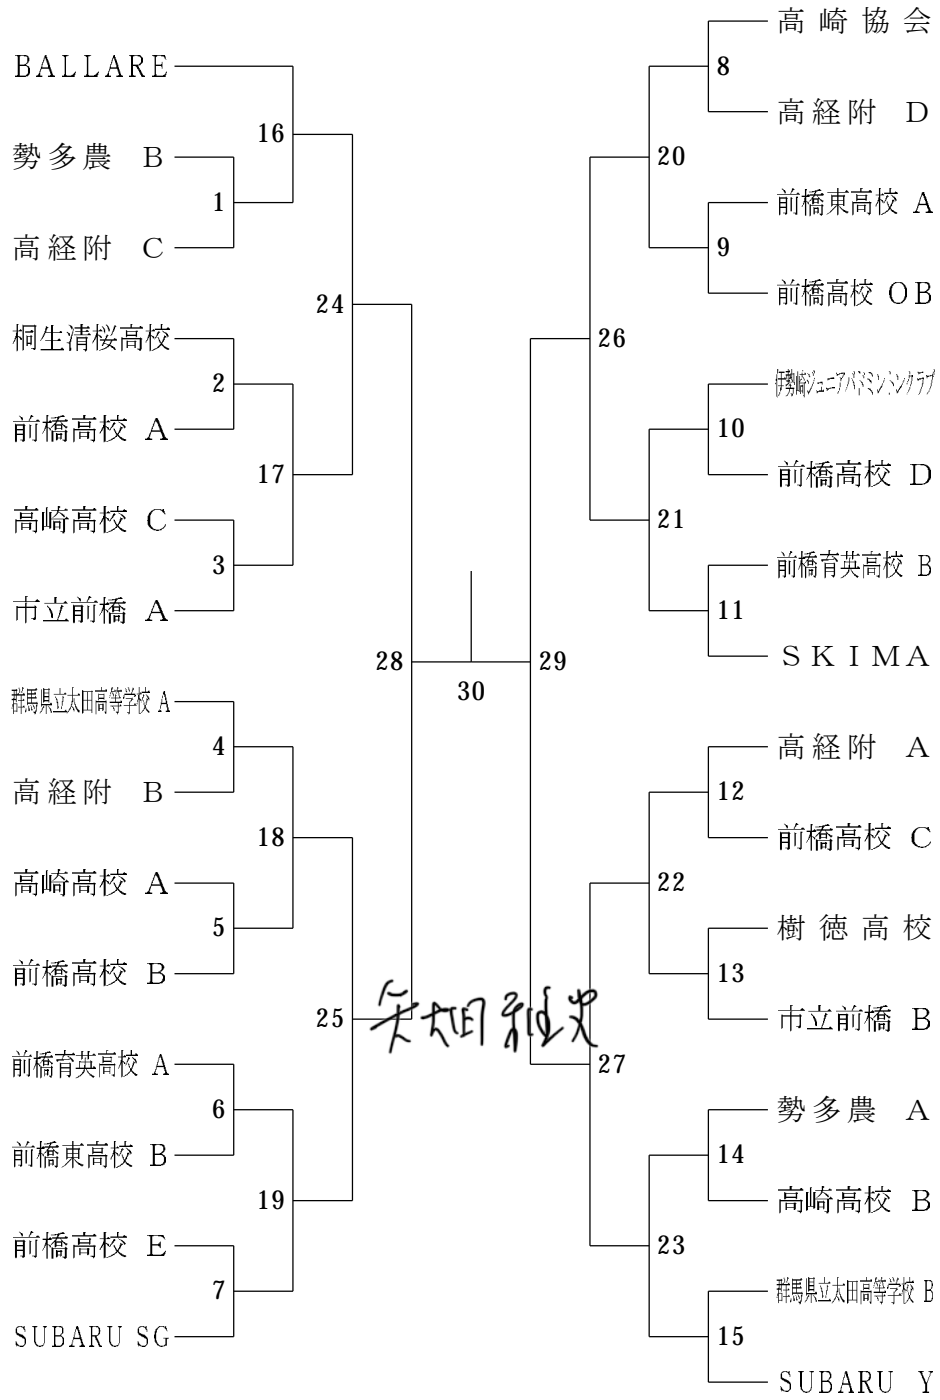 BALLARE
16
勢多農 B
1
高経附 C
24
桐生清桜高校
2
前橋高校 A
17
高崎高校 C
3
市立前橋 A
28
群馬県立太田高等学校 A
4
高経附 B
18
高崎高校 A
5
前橋高校 B
25
前橋育英高校 A
6
前橋東高校 B
19
前橋高校 E
7
SUBARU SG
30
高崎協会
8
高経附 D
20
前橋東高校 A
9
前橋高校 OB
26
伊勢崎ジュニアバドミントンクラブ
10
前橋高校 D
21
前橋育英高校 B
11
SKIMA
29
高経附 A
12
前橋高校 C
22
樹徳高校
13
市立前橋 B
27
勢多農 A
14
高崎高校 B
23
群馬県立太田高等学校 B
15
SUBARU Y